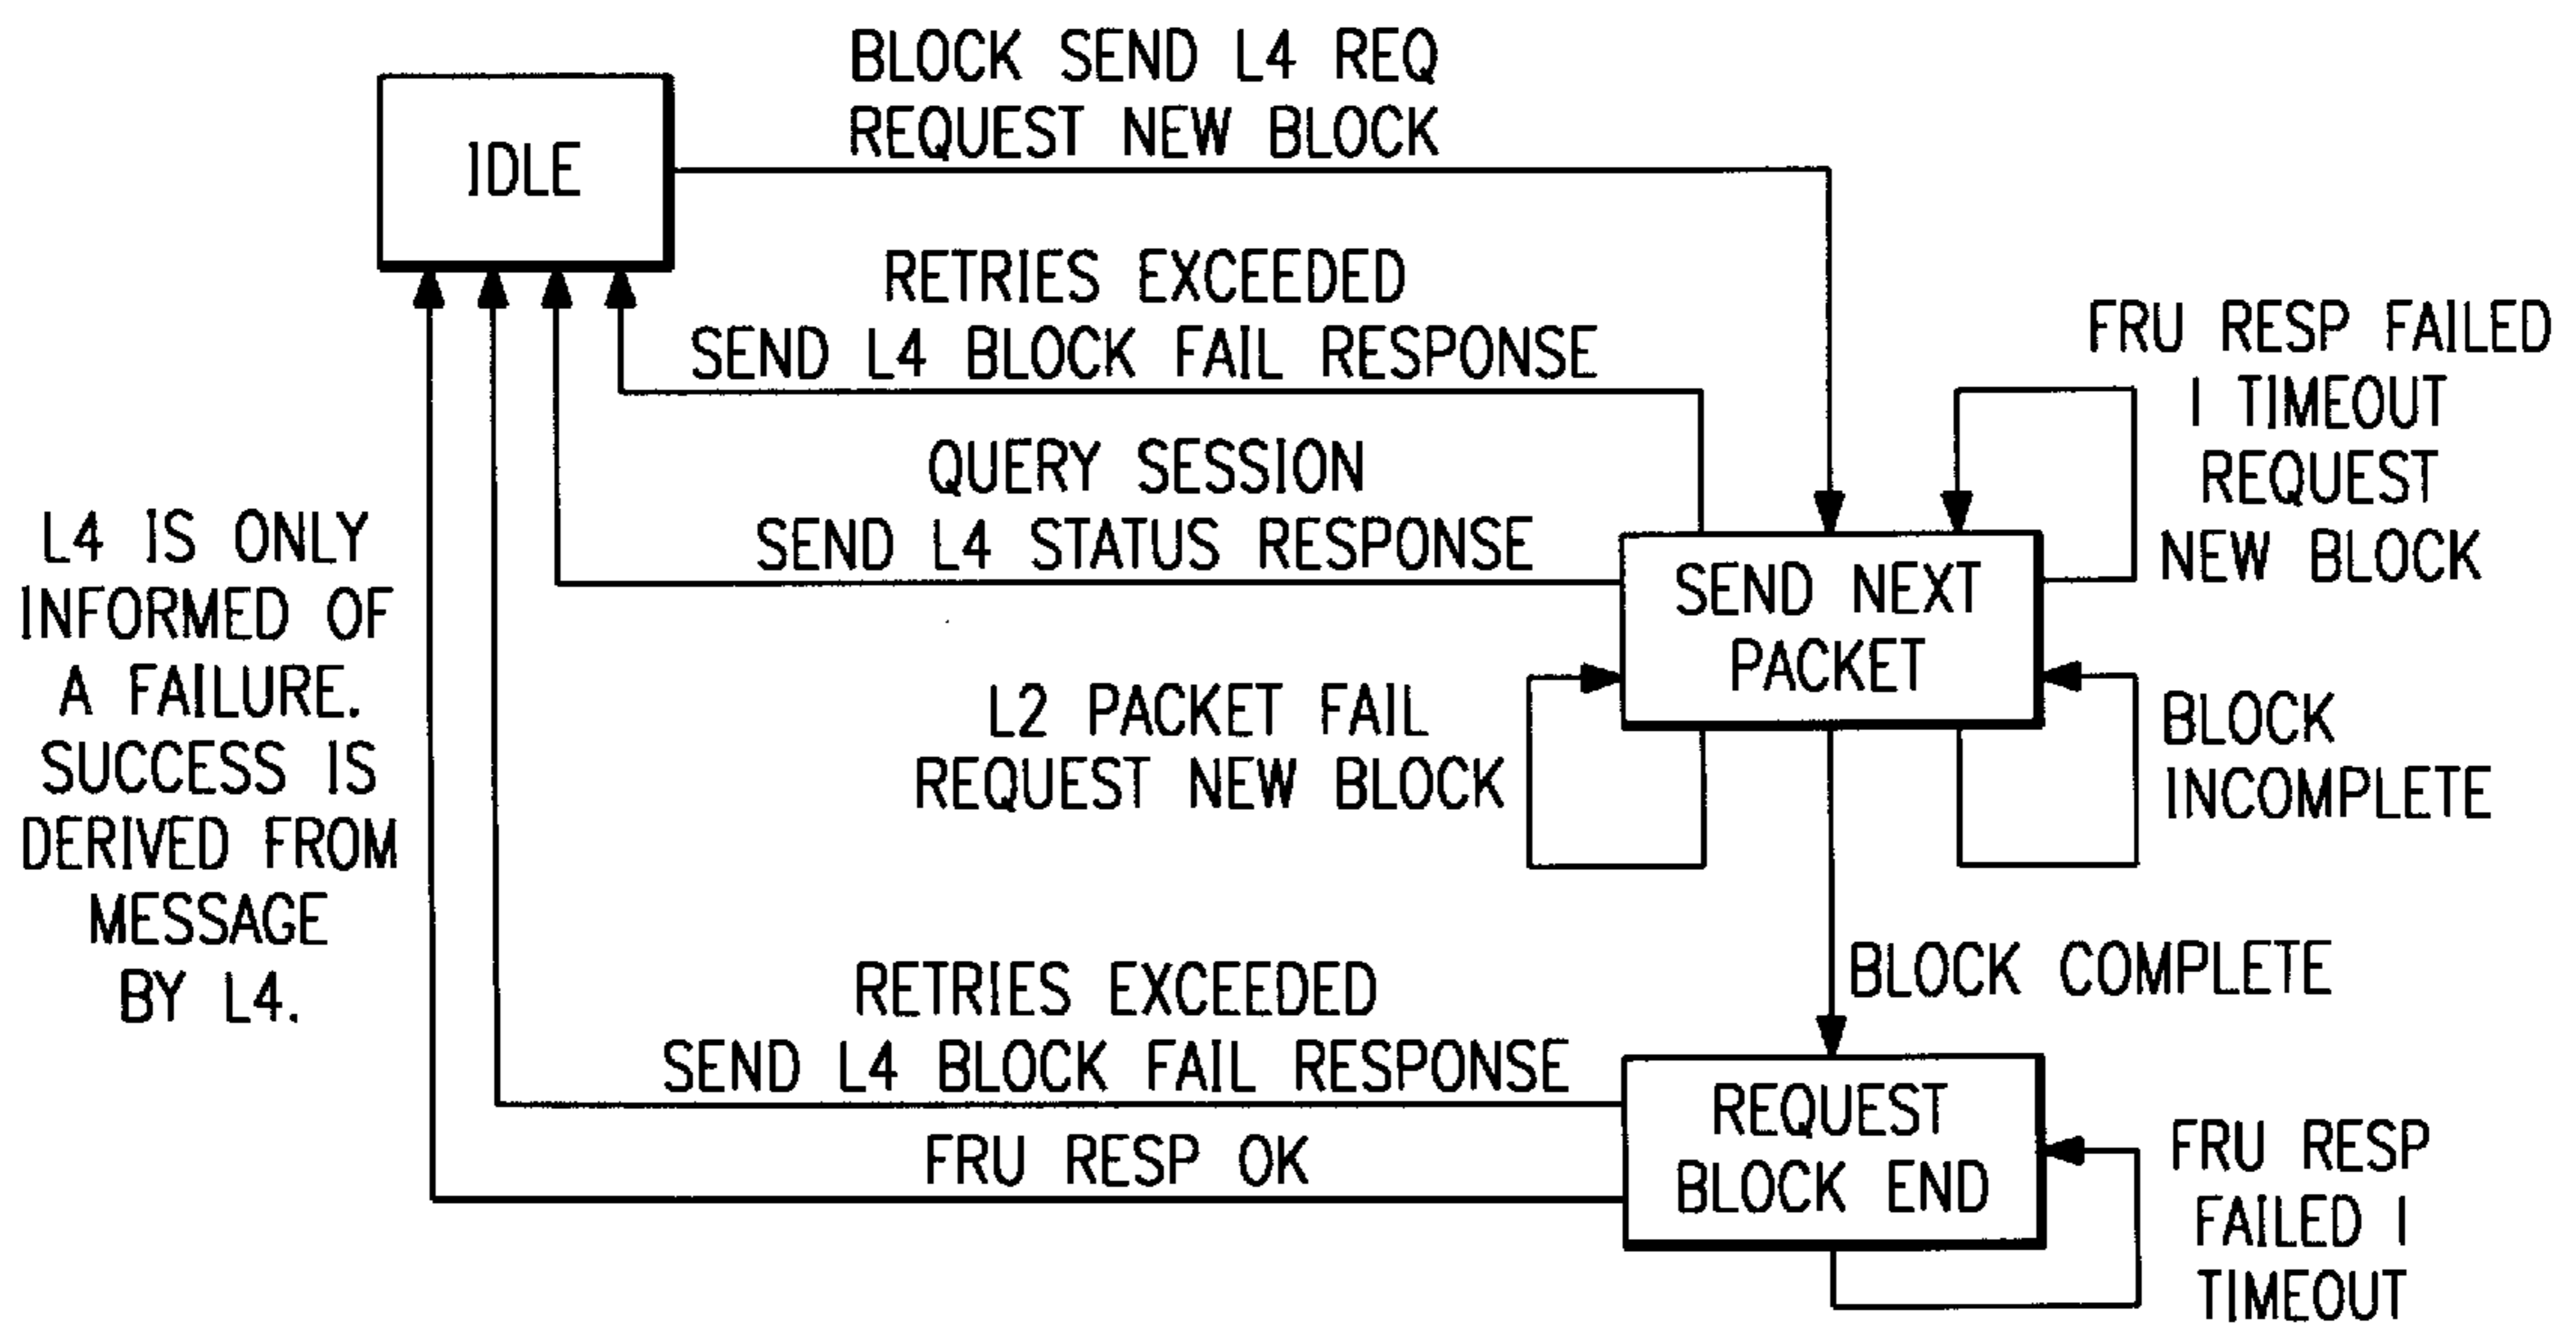 BLOCK SEND L4 REQ
REQUEST NEW BLOCK
IDLE
RETRIES EXCEEDED
SEND L4 BLOCK FAIL RESPONSE
FRU RESP FAILED
| TIMEOUT
REQUEST
NEW BLOCK
QUERY SESSION
SEND L4 STATUS RESPONSE
L4 IS ONLY
INFORMED OF
A FAILURE.
SUCCESS IS
DERIVED FROM
MESSAGE
BY L4.
SEND NEXT
PACKET
L2 PACKET FAIL
REQUEST NEW BLOCK
BLOCK
INCOMPLETE
BLOCK COMPLETE
RETRIES EXCEEDED
SEND L4 BLOCK FAIL RESPONSE
REQUEST
BLOCK END
FRU RESP OK
FRU RESP
FAILED |
TIMEOUT